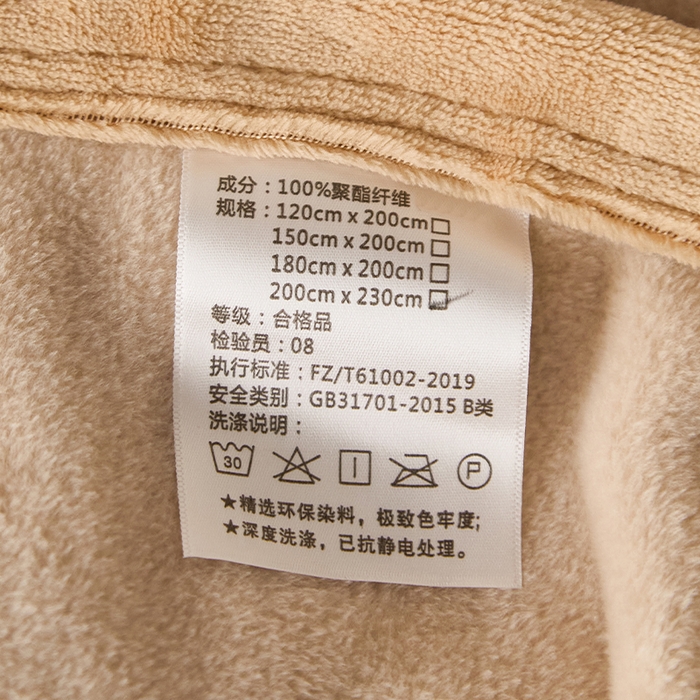 成分：100%聚酯纤维
规格：120cm x 200cm
150cm x 200cm
180cm x 200cm
200cm x 230cm
等级：合格品
检验员：08
执行标准：FZ/T61002-2019
安全类别：GB31701-2015 B类
洗涤说明：
30 P
★精选环保染料，极致色牢度;
★深度洗涤，已抗静电处理。